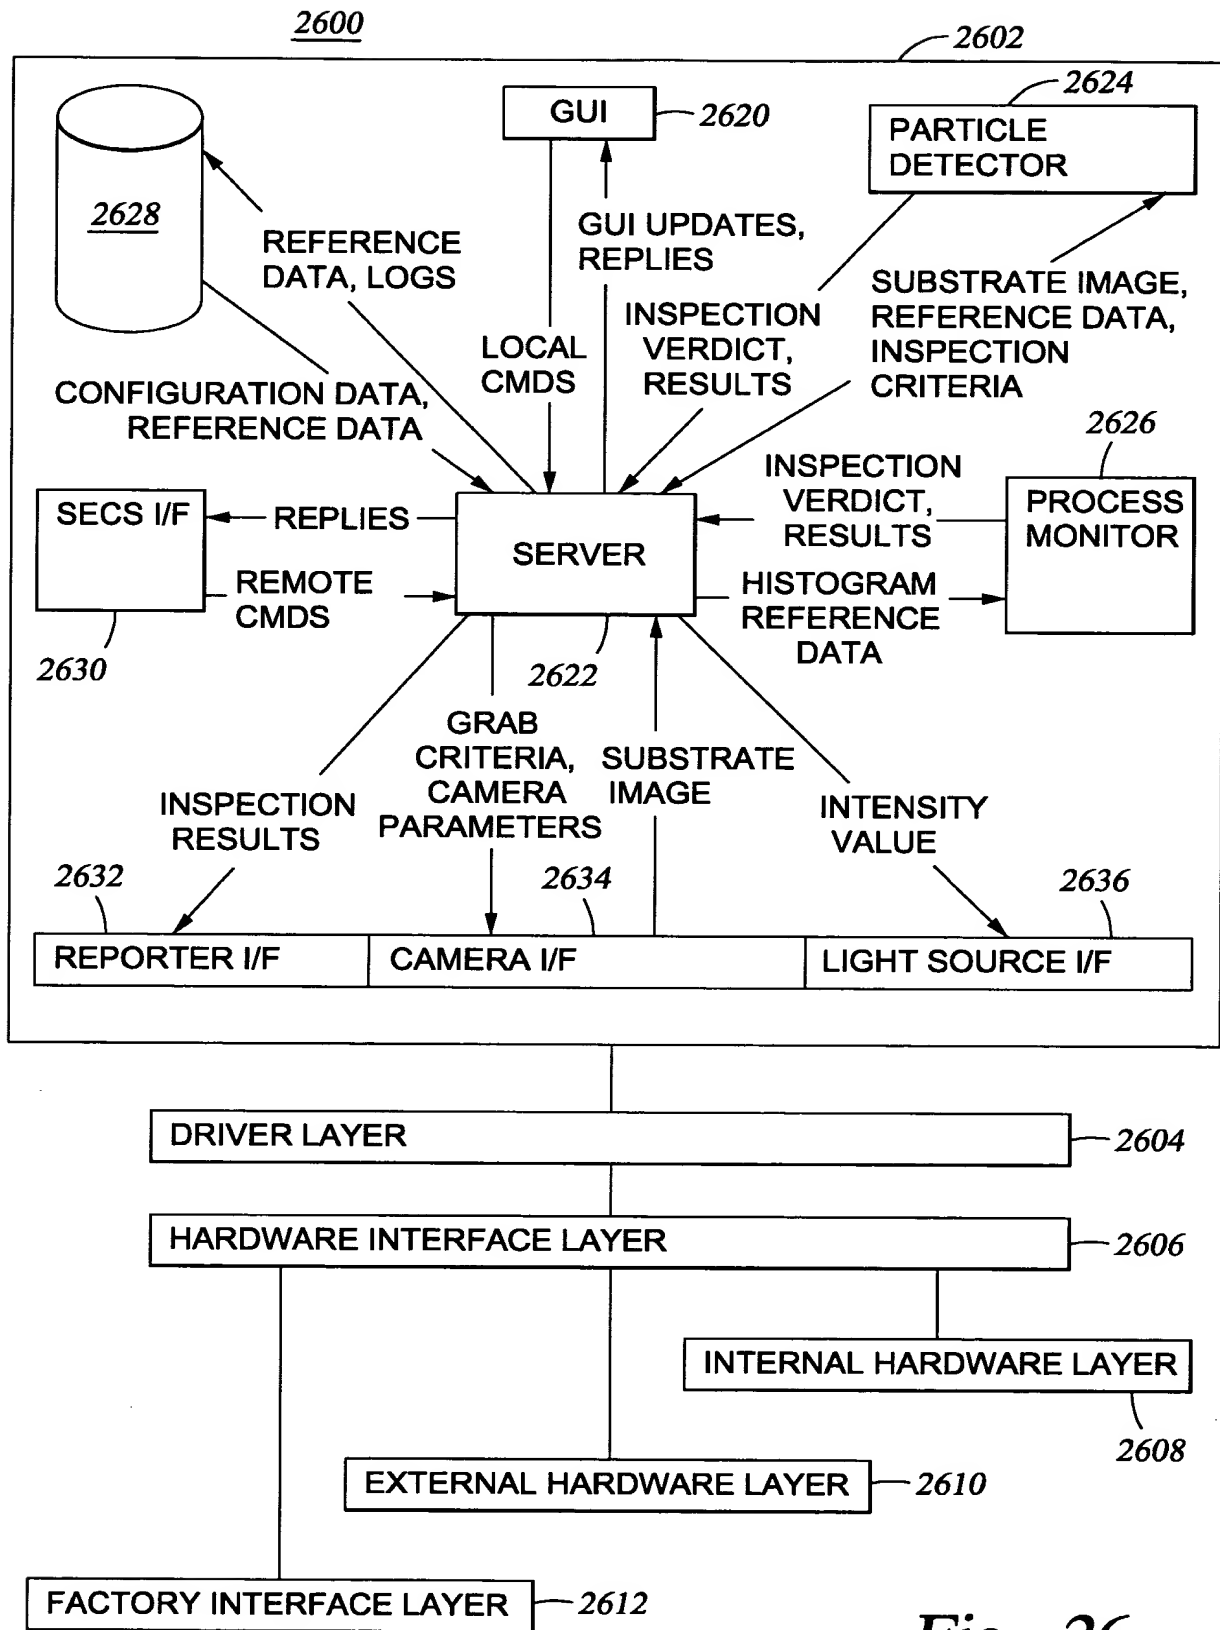 2600
2602
GUI
2620
2624
PARTICLE
DETECTOR
2628
REFERENCE
DATA, LOGS
GUI UPDATES,
REPLIES
SUBSTRATE IMAGE,
REFERENCE DATA,
INSPECTION
CRITERIA
INSPECTION
VERDICT,
RESULTS
LOCAL
CMDS
CONFIGURATION DATA,
REFERENCE DATA
2626
SECS I/F
REPLIES
REMOTE
CMDS
2630
SERVER
2622
INSPECTION
VERDICT,
RESULTS
HISTOGRAM
REFERENCE
DATA
PROCESS
MONITOR
INSPECTION
RESULTS
GRAB
CRITERIA,
CAMERA
PARAMETERS
SUBSTRATE
IMAGE
INTENSITY
VALUE
2632
2634
2636
REPORTER I/F
CAMERA I/F
LIGHT SOURCE I/F
DRIVER LAYER
2604
HARDWARE INTERFACE LAYER
2606
INTERNAL HARDWARE LAYER
2608
EXTERNAL HARDWARE LAYER
2610
FACTORY INTERFACE LAYER
2612
Fig. 26